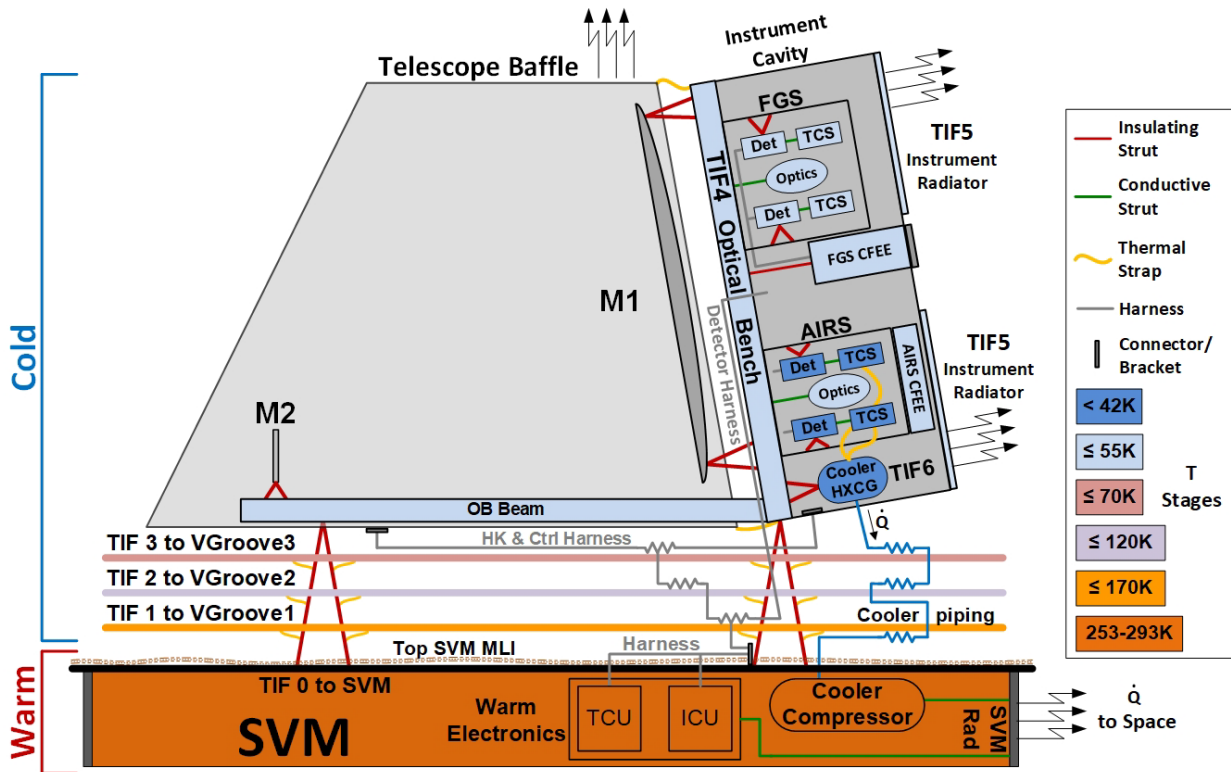 Telescope Baffle
Instrument
Cavity
FGS
Det
TCS
Optics
Det
TCS
FGS CFEE
TIF4 Optical Bench
TIF5
Instrument
Radiator
M1
Detector Harness
AIRS
Det
TCS
Optics
Det
TCS
AIRS CFEE
TIF5
Instrument
Radiator
Cooler
HXCG
TIF6
Q̇
M2
OB Beam
HK & Ctrl Harness
TIF 3 to VGroove3
TIF 2 to VGroove2
TIF 1 to VGroove1
Cooler piping
Cold
Top SVM MLI
Harness
TIF 0 to SVM
Warm
SVM
Warm
Electronics
TCU
ICU
Cooler
Compressor
SVM
Rad
Q̇
to Space
Insulating
Strut
Conductive
Strut
Thermal
Strap
Harness
Connector/
Bracket
< 42K
≤ 55K
≤ 70K
≤ 120K
≤ 170K
253-293K
T
Stages